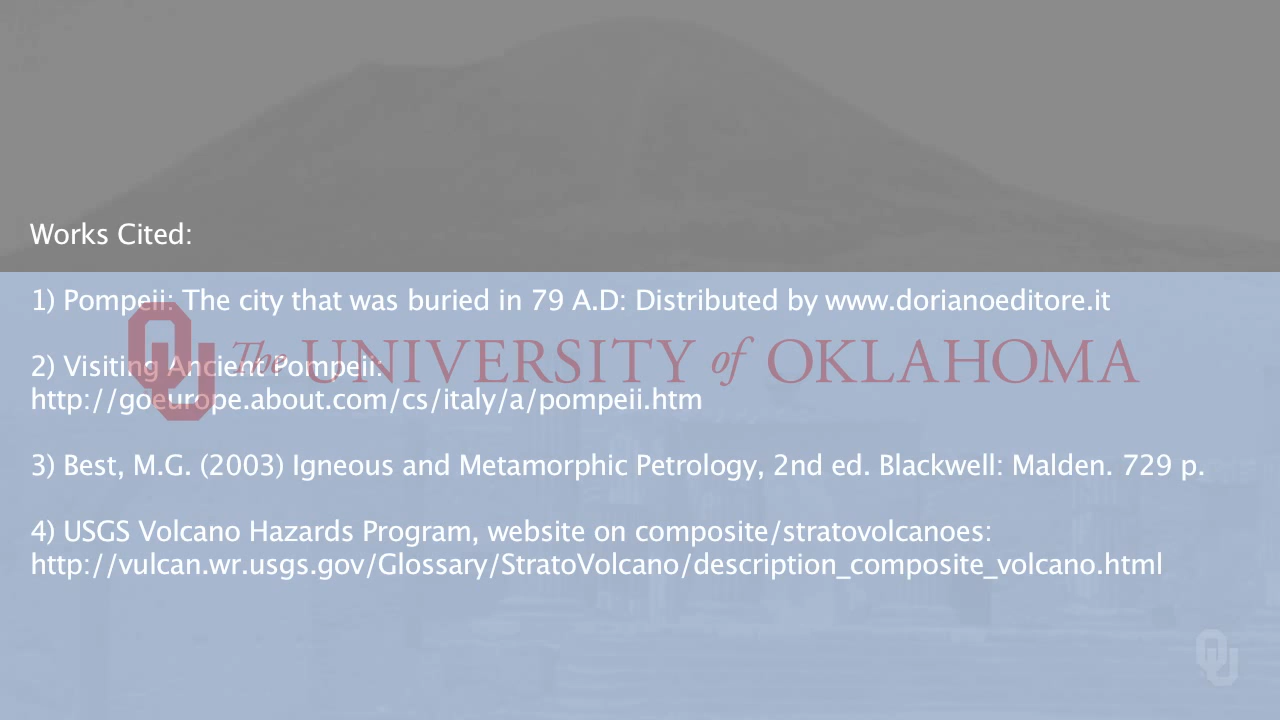 Works Cited:
1) Pompeii: The city that was buried in 79 A.D: Distributed by www.dorianoeditore.it
The UNIVERSITY of OKLAHOMA
2) Visiting Ancient Pompeii:
http://goeurope.about.com/cs/italy/a/pompeii.htm
3) Best, M.G. (2003) Igneous and Metamorphic Petrology, 2nd ed. Blackwell: Malden. 729 p.
4) USGS Volcano Hazards Program, website on composite/stratovolcanoes:
http://vulcan.wr.usgs.gov/Glossary/StratoVolcano/description_composite_volcano.html